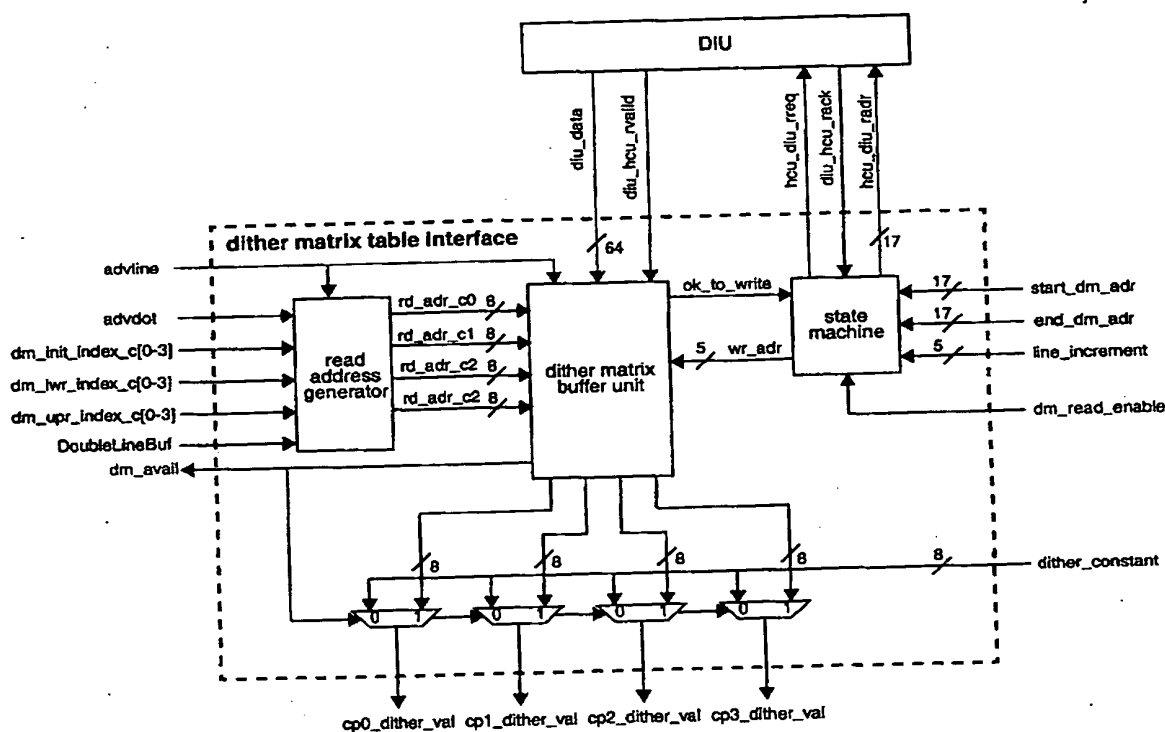 DIU
diu_data
diu_hcu_rvalid
hcu_diu_rreq
diu_hcu_rack
hcu_diu_radr
64
17
dither matrix table interface
advline
advdot
dm_init_index_c[0-3]
dm_lwr_index_c[0-3]
dm_upr_index_c[0-3]
DoubleLineBuf
dm_avail
read
address
generator
rd_adr_c0 8
rd_adr_c1 8
rd_adr_c2 8
rd_adr_c2 8
dither matrix
buffer unit
ok_to_write
5 wr_adr
state
machine
17 start_dm_adr
17 end_dm_adr
5 line_increment
dm_read_enable
8 8 8 8
8 dither_constant
0 1 0 1 0 1 0 1
cp0_dither_val cp1_dither_val cp2_dither_val cp3_dither_val